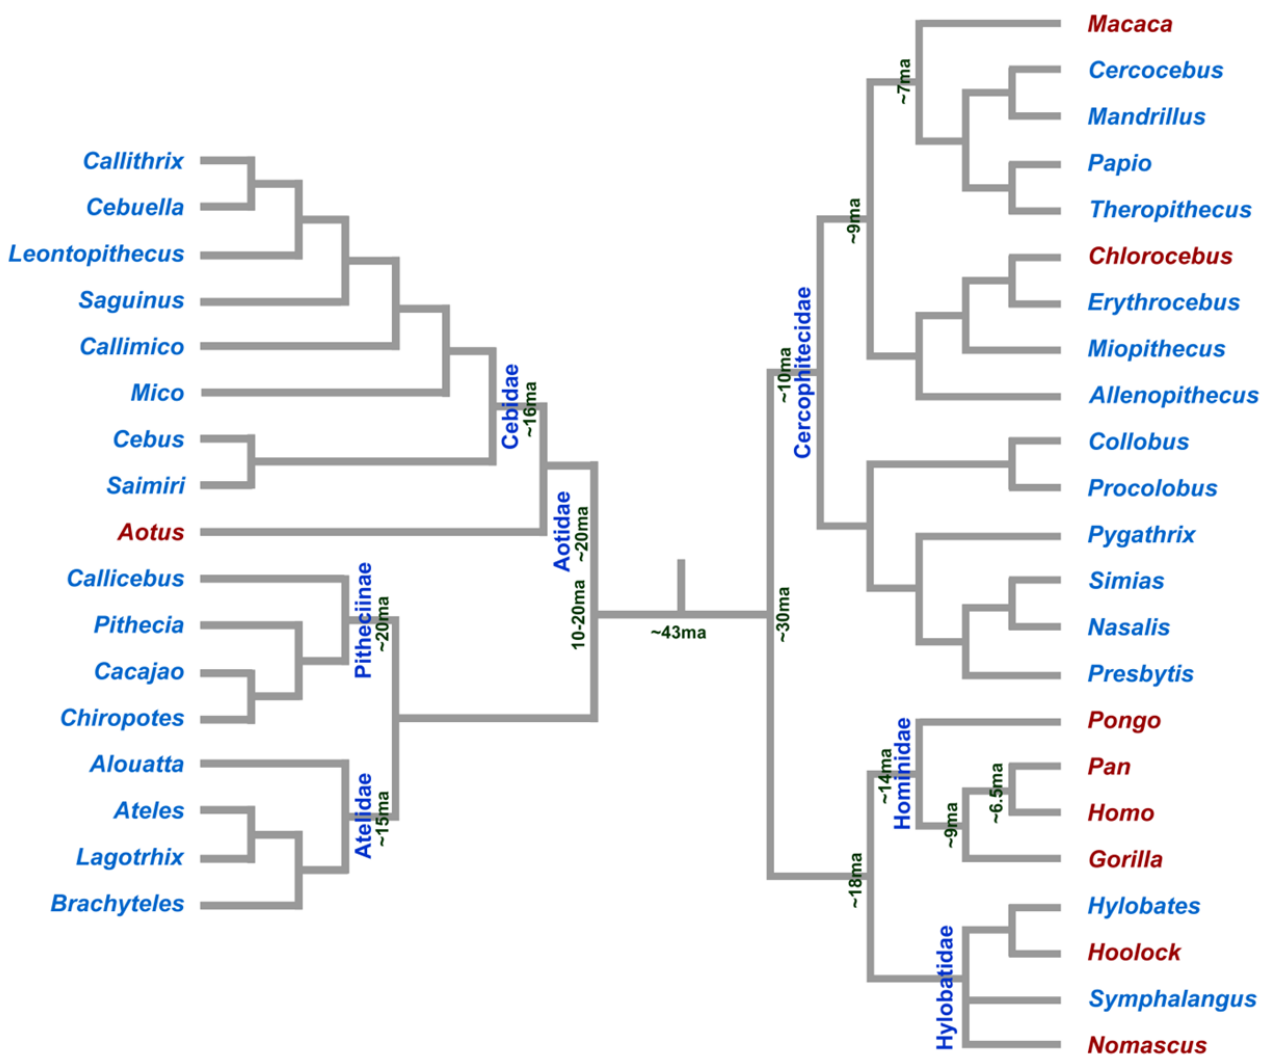 Callithrix
Cebuella
Leontopithecus
Saguinus
Callimico
Mico
Cebus
Saimiri
Aotus
Callicebus
Pithecia
Cacajao
Chiropotes
Alouatta
Ateles
Lagotrhix
Brachyteles
Cebidae
~16ma
Aotidae
~20ma
10-20ma
Pitheciinae
~20ma
Atelidae
~15ma
~43ma
~30ma
~10ma
Cercophitecidae
~9ma
~7ma
~18ma
~14ma
Hominidae
~9ma
~6.5ma
Hylobatidae
Macaca
Cercocebus
Mandrillus
Papio
Theropithecus
Chlorocebus
Erythrocebus
Miopithecus
Allenopithecus
Collobus
Procolobus
Pygathrix
Simias
Nasalis
Presbytis
Pongo
Pan
Homo
Gorilla
Hylobates
Hoolock
Symphalangus
Nomascus